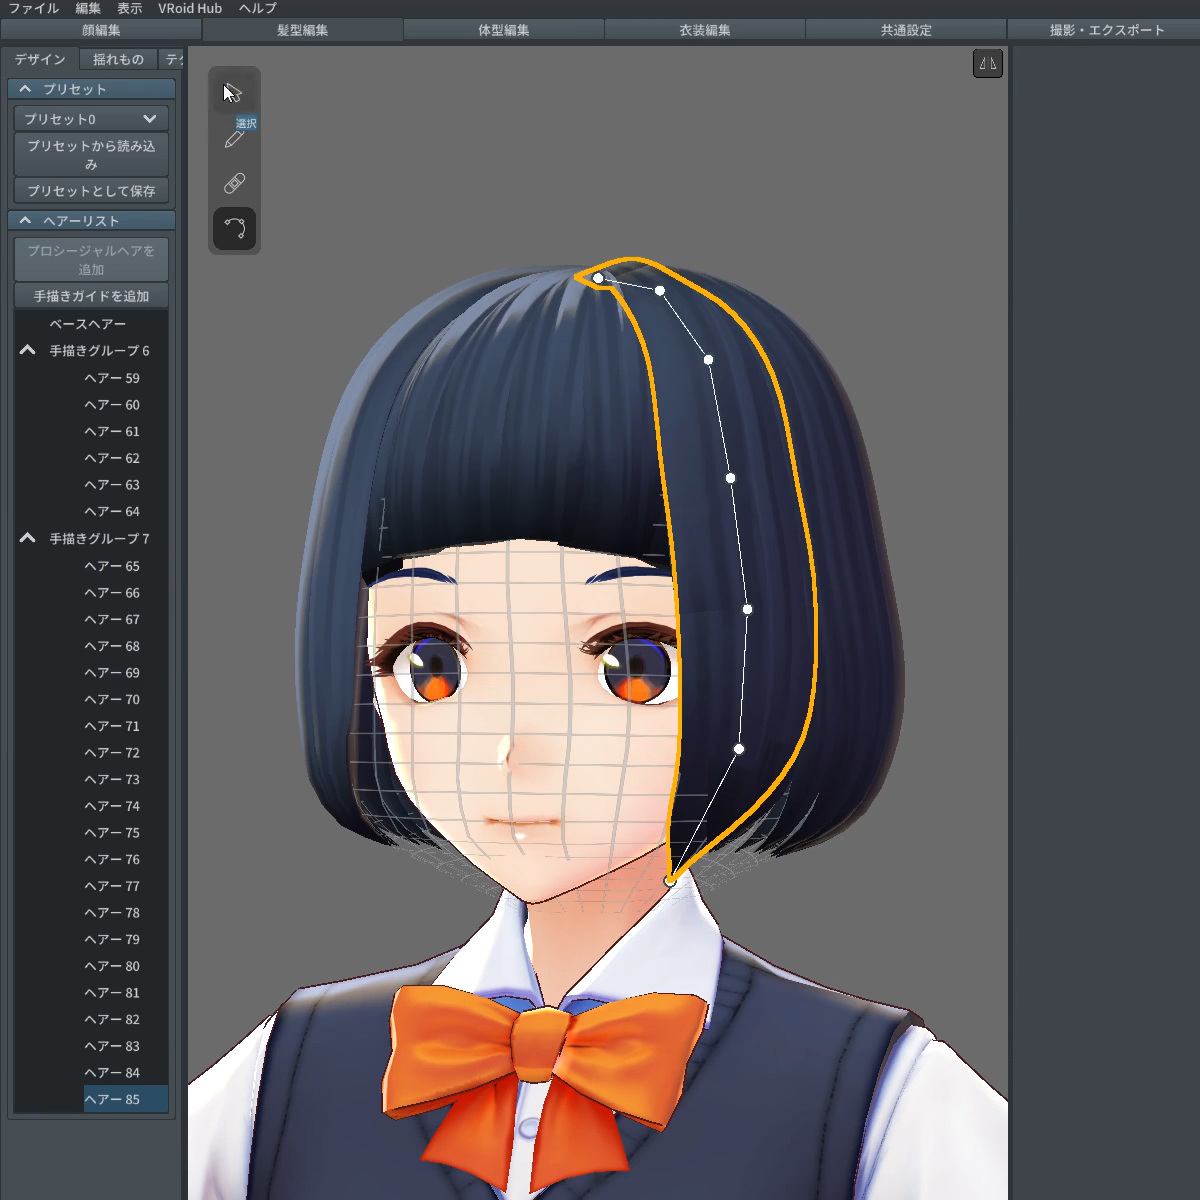 ファイル 編集 表示 VRoid Hub ヘルプ
顔編集 髪型編集 体型編集 衣装編集 共通設定 撮影・エクスポート
デザイン 揺れもの テク
プリセット
プリセット0
プリセットから読み込
み
プリセットとして保存
ヘアーリスト
プロシージャルヘアを
追加
手描きガイドを追加
ベースヘアー
手描きグループ 6
ヘアー 59
ヘアー 60
ヘアー 61
ヘアー 62
ヘアー 63
ヘアー 64
手描きグループ 7
ヘアー 65
ヘアー 66
ヘアー 67
ヘアー 68
ヘアー 69
ヘアー 70
ヘアー 71
ヘアー 72
ヘアー 73
ヘアー 74
ヘアー 75
ヘアー 76
ヘアー 77
ヘアー 78
ヘアー 79
ヘアー 80
ヘアー 81
ヘアー 82
ヘアー 83
ヘアー 84
ヘアー 85
選択